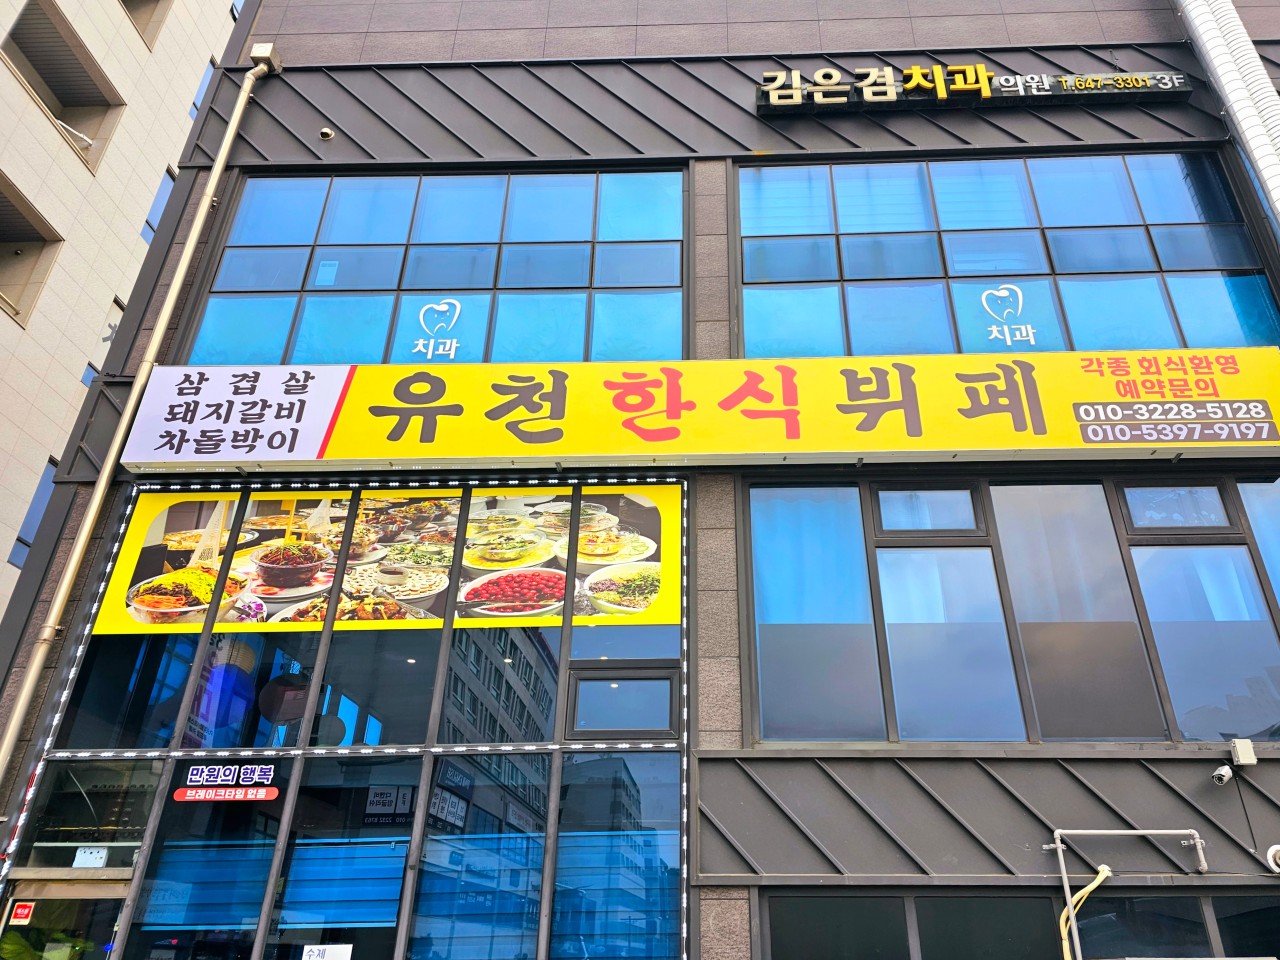 김은겸치과의원 T.647-3301 3F
치과
치과
삼겹살
돼지갈비
차돌박이
유천한식뷔페
각종 회식환영
예약문의
010-3228-5128
010-5397-9197
만원의 행복
브레이크타임 없음
수제